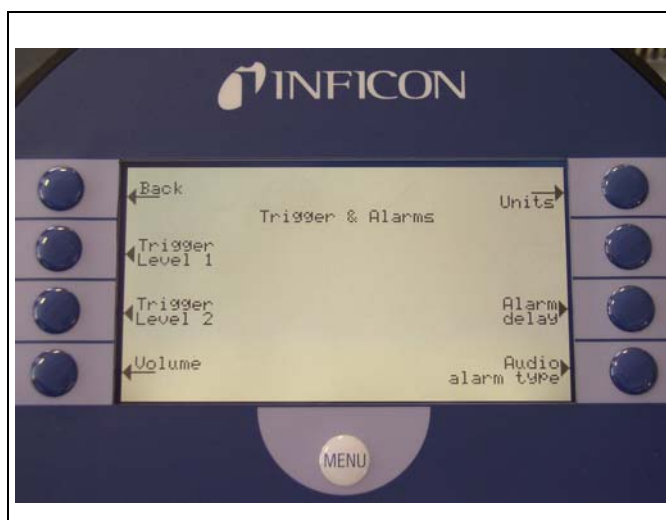 INFICON
Back
Units
Trigger & Alarms
Trigger
Level 1
Trigger
Level 2
Alarm
delay
Volume
Audio
alarm type
MENU